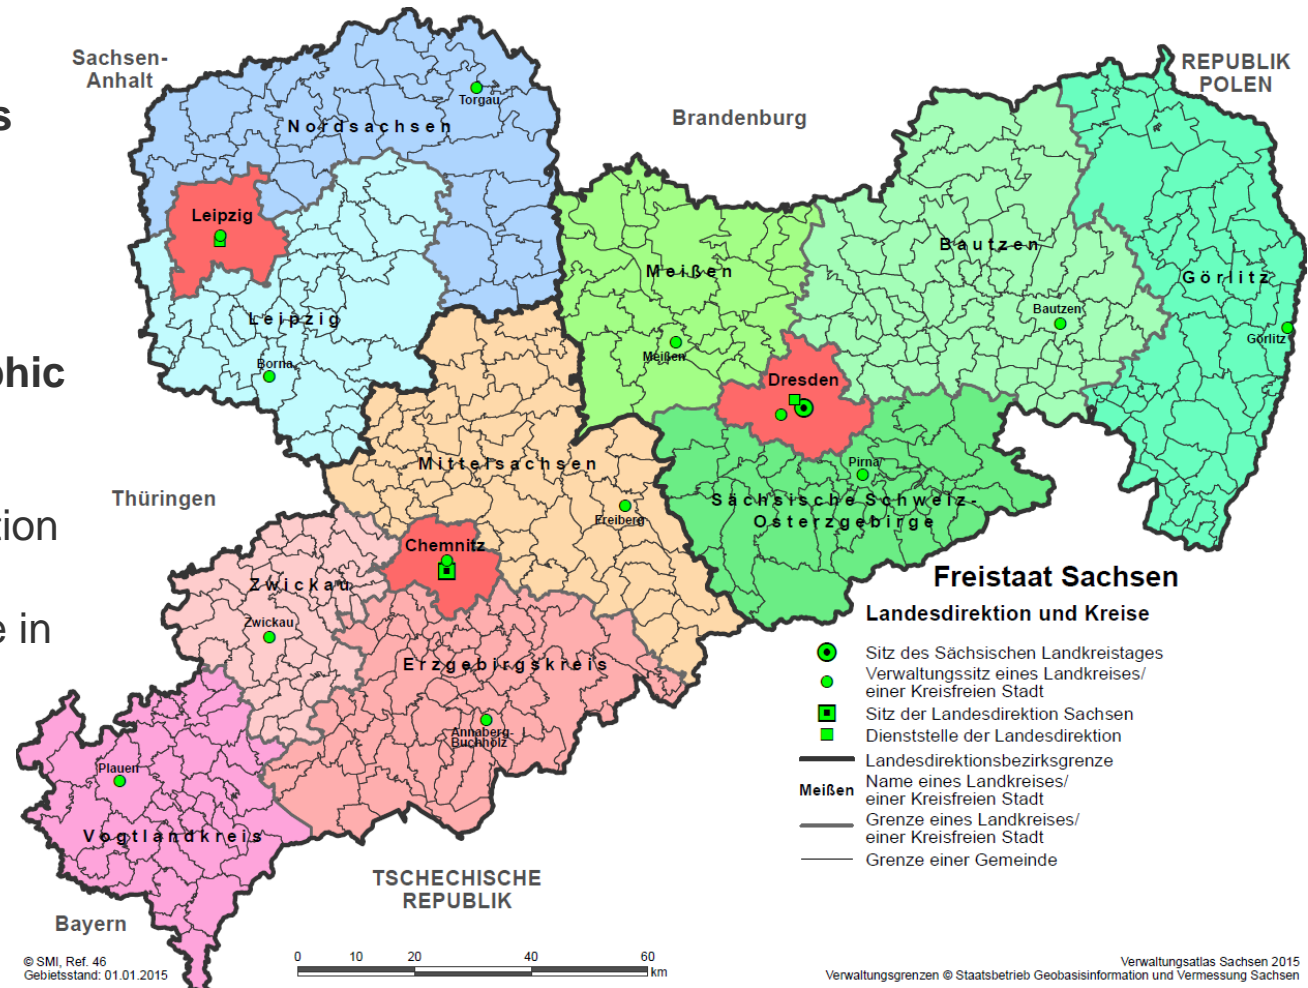 s
phic
tion
e in
Sachsen-
Anhalt
REPUBLIK
POLEN
Brandenburg
Torgau
Nordsachsen
Leipzig
Bautzen
Meißen
Görlitz
Bautzen
Leipzig
Görlitz
Meißen
Borna
Dresden
Mittelsachsen
Pirna
Thüringen
Sächsische Schweiz-
Osterzgebirge
Freiberg
Chemnitz
Zwickau
Zwickau
Erzgebirgskreis
Annaberg-
Buchholz
Plauen
Vogtlandkreis
TSCHECHISCHE
REPUBLIK
Bayern
Freistaat Sachsen
Landesdirektion und Kreise
Sitz des Sächsischen Landkreistages
Verwaltungssitz eines Landkreises/
einer Kreisfreien Stadt
Sitz der Landesdirektion Sachsen
Dienststelle der Landesdirektion
Landesdirektionsbezirksgrenze
Meißen Name eines Landkreises/
einer Kreisfreien Stadt
Grenze eines Landkreises/
einer Kreisfreien Stadt
Grenze einer Gemeinde
0 10 20 40 60
km
© SMI, Ref. 46
Gebietsstand: 01.01.2015
Verwaltungsatlas Sachsen 2015
Verwaltungsgrenzen © Staatsbetrieb Geobasisinformation und Vermessung Sachsen